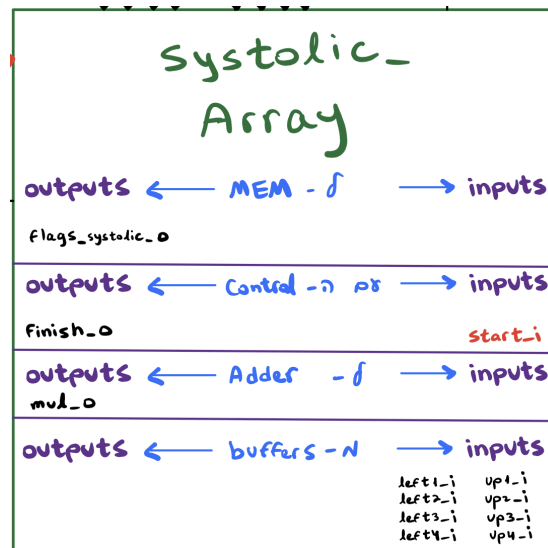 systolic_
Array
outputs ← MEM - ל → inputs
flags_systolic_o
outputs ← עם ה- Control → inputs
finish_o start_i
outputs ← Adder - ל → inputs
mul_o
outputs ← buffers - מ → inputs
left1_i up1_i
left2_i up2_i
left3_i up3_i
left4_i up4_i